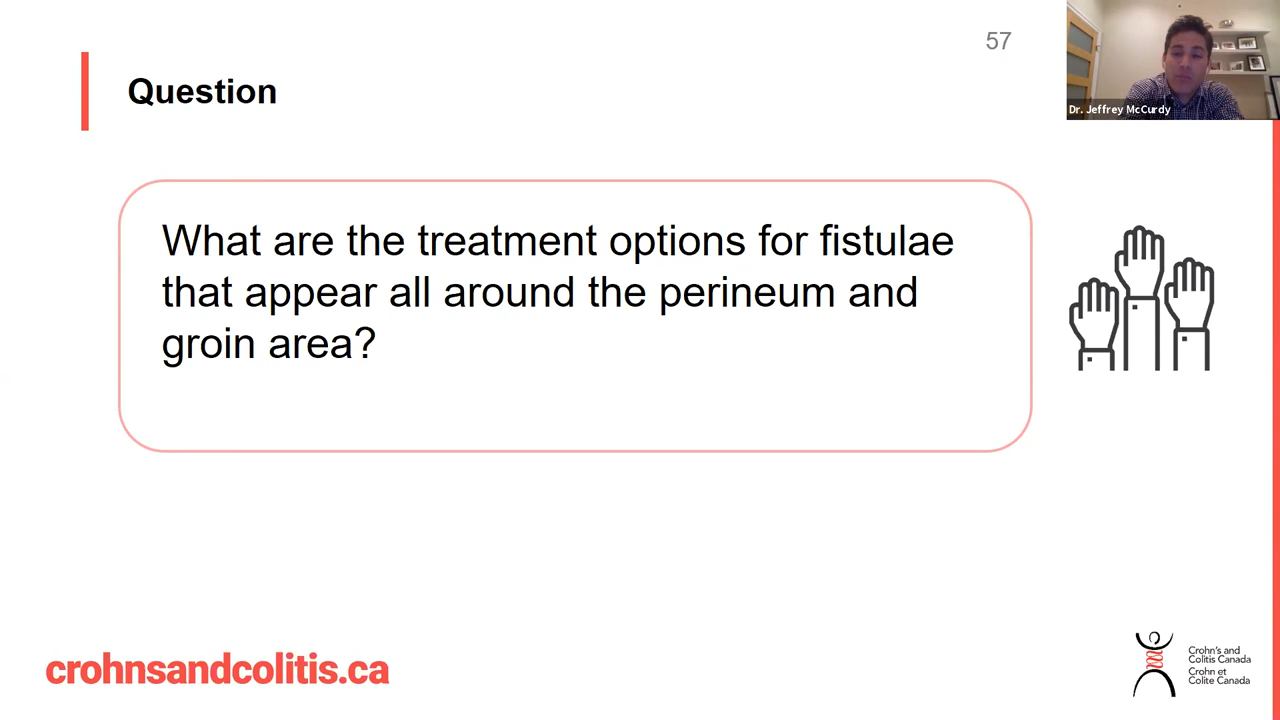 57
Dr. Jeffrey McCurdy
Question
What are the treatment options for fistulae
that appear all around the perineum and
groin area?
crohnsandcolitis.ca
Crohn's and
Colitis Canada
Crohn et
Colite Canada